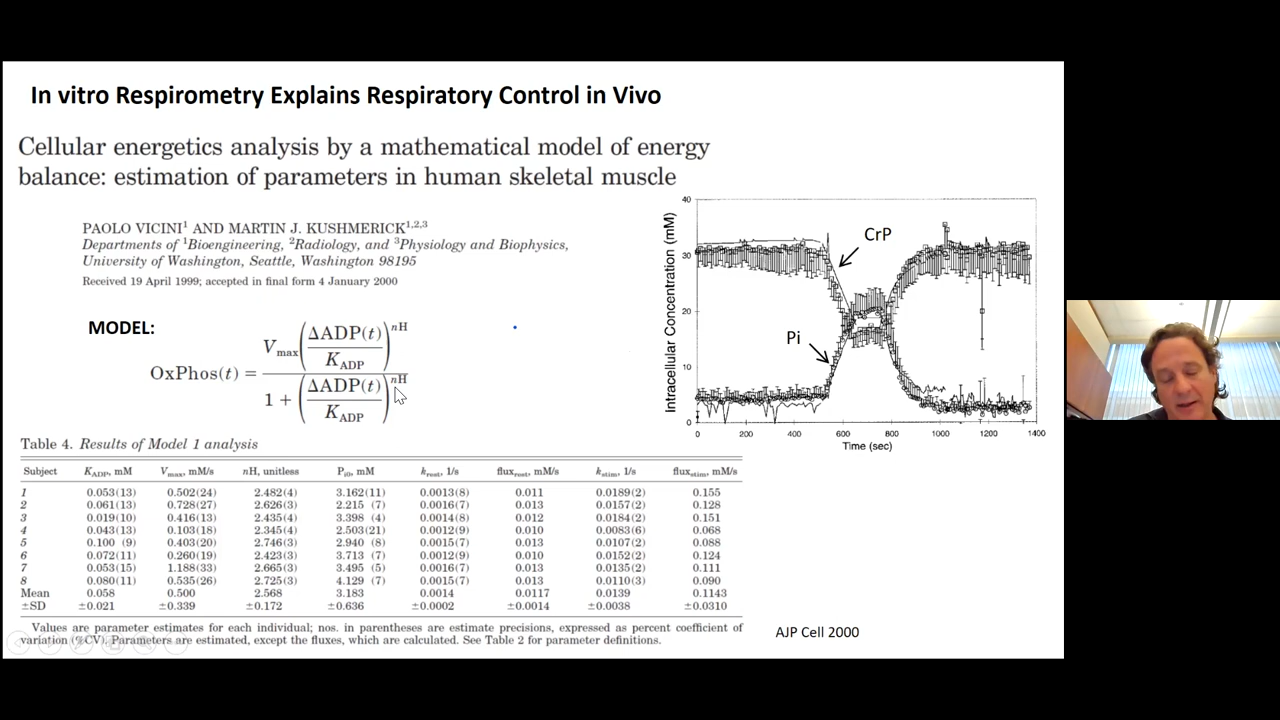 In vitro Respirometry Explains Respiratory Control in Vivo
Cellular energetics analysis by a mathematical model of energy
balance: estimation of parameters in human skeletal muscle
PAOLO VICINI¹ AND MARTIN J. KUSHMERICK¹,²,³
Departments of ¹Bioengineering, ²Radiology, and ³Physiology and Biophysics,
University of Washington, Seattle, Washington 98195
Received 19 April 1999; accepted in final form 4 January 2000
MODEL:
OxPhos(t) = Vmax(ΔADP(t) / KADP)^nH / 1 + (ΔADP(t) / KADP)^nH
Intracellular Concentration (mM)
40
30
20
10
0
CrP
Pi
0 200 400 600 800 1000 1200 1400
Time (sec)
Table 4. Results of Model 1 analysis
Subject KADP, mM Vmax, mM/s nH, unitless Pi0, mM krest, 1/s fluxrest, mM/s kstim, 1/s fluxstim, mM/s
1 0.053(13) 0.502(24) 2.482(4) 3.162(11) 0.0013(8) 0.011 0.0189(2) 0.155
2 0.061(13) 0.728(27) 2.626(3) 2.215 (7) 0.0016(7) 0.013 0.0157(2) 0.128
3 0.019(10) 0.416(13) 2.435(4) 3.398 (4) 0.0014(8) 0.012 0.0184(2) 0.151
4 0.043(13) 0.103(18) 2.345(4) 2.503(21) 0.0012(9) 0.010 0.0083(6) 0.068
5 0.100 (9) 0.403(20) 2.746(3) 2.940 (8) 0.0015(7) 0.013 0.0107(2) 0.088
6 0.072(11) 0.260(19) 2.423(3) 3.713 (7) 0.0012(9) 0.010 0.0152(2) 0.124
7 0.053(15) 1.188(33) 2.665(3) 3.495 (5) 0.0016(7) 0.013 0.0135(2) 0.111
8 0.080(11) 0.535(26) 2.725(3) 4.129 (7) 0.0015(7) 0.013 0.0110(3) 0.090
Mean 0.058 0.500 2.568 3.183 0.0014 0.0117 0.0139 0.1143
±SD ±0.021 ±0.339 ±0.172 ±0.636 ±0.0002 ±0.0014 ±0.0038 ±0.0310
Values are parameter estimates for each individual; nos. in parentheses are estimate precisions, expressed as percent coefficient of
variation (%CV). Parameters are estimated, except the fluxes, which are calculated. See Table 2 for parameter definitions.
AJP Cell 2000